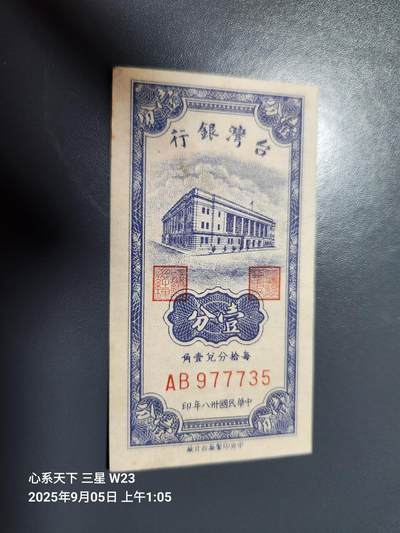 台灣銀行
壹分
每拾分兌壹角
AB 977735
中華民國卅八年印
心系天下 三星 W23
2025年9月05日 上午1:05